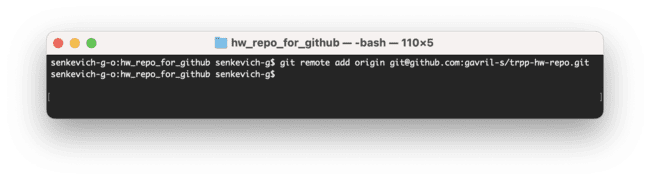 hw_repo_for_github — -bash — 110×5
senkevich-g-o:hw_repo_for_github senkevich-g$ git remote add origin git@github.com:gavril-s/trpp-hw-repo.git
senkevich-g-o:hw_repo_for_github senkevich-g$